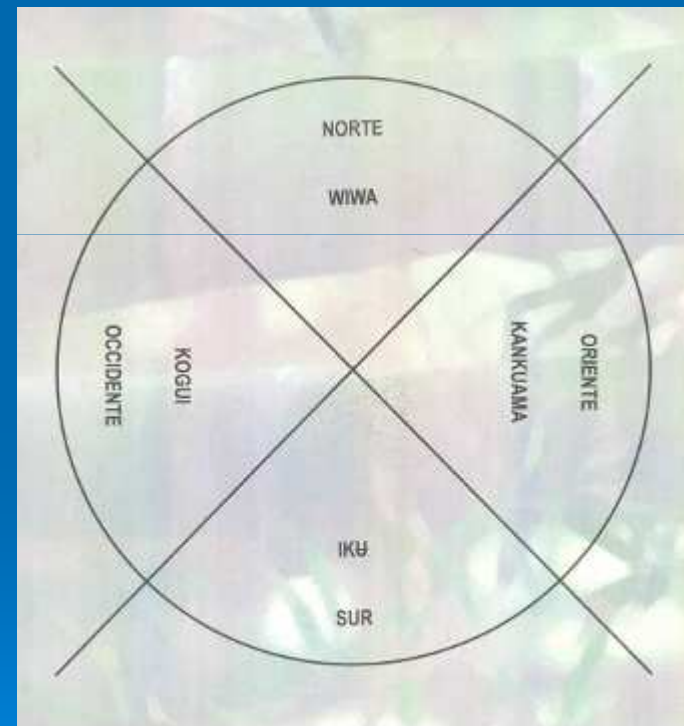 NORTE
WIWA
OCCIDENTE
KOGUI
KANKUAMA
ORIENTE
IKʉ
SUR